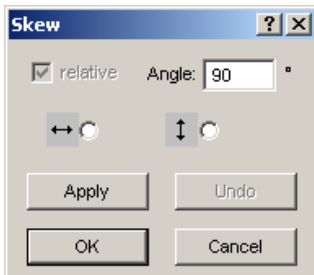 Skew ? ×
relative Angle: 90 °
↔ ↕
Apply Undo
OK Cancel